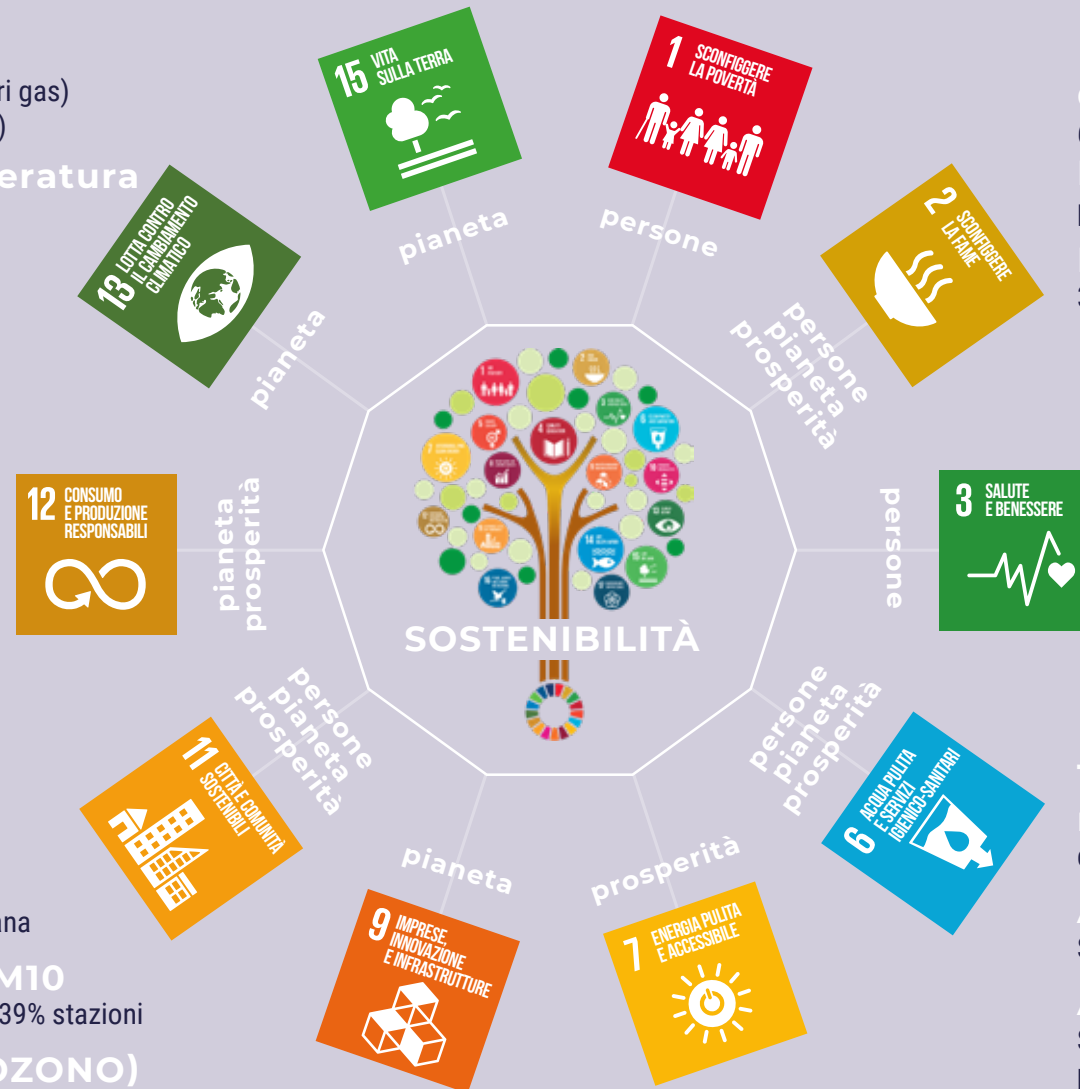 ri gas)
)
eratura
15 VITA
SULLA TERRA
pianeta
1 SCONFIGGERE
LA POVERTÀ
persone
2 SCONFIGGERE
LA FAME
persone
pianeta
prosperità
3 SALUTE
E BENESSERE
persone
6 ACQUA PULITA
E SERVIZI
IGIENICO-SANITARI
persone
pianeta
prosperità
7 ENERGIA PULITA
E ACCESSIBILE
prosperità
9 IMPRESE,
INNOVAZIONE
E INFRASTRUTTURE
pianeta
11 CITTÀ E COMUNITÀ
SOSTENIBILI
persone
pianeta
prosperità
12 CONSUMO
E PRODUZIONE
RESPONSABILI
pianeta
prosperità
13 LOTTA CONTRO
IL CAMBIAMENTO
CLIMATICO
pianeta
SOSTENIBILITÀ
ana
M10
39% stazioni
OZONO)